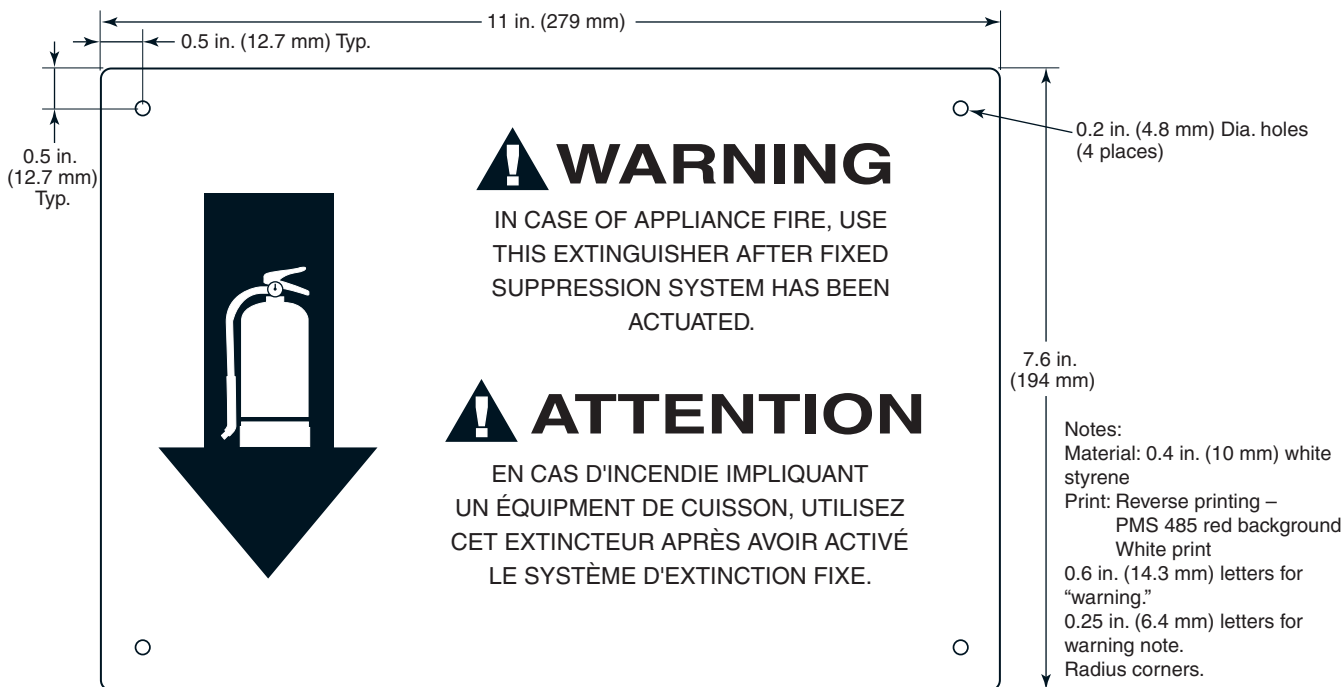 11 in. (279 mm)
0.5 in. (12.7 mm) Typ.
0.5 in.
(12.7 mm)
Typ.
0.2 in. (4.8 mm) Dia. holes
(4 places)
WARNING
IN CASE OF APPLIANCE FIRE, USE
THIS EXTINGUISHER AFTER FIXED
SUPPRESSION SYSTEM HAS BEEN
ACTUATED.
ATTENTION
EN CAS D'INCENDIE IMPLIQUANT
UN ÉQUIPMENT DE CUISSON, UTILISEZ
CET EXTINCTEUR APRÈS AVOIR ACTIVÉ
LE SYSTÈME D'EXTINCTION FIXE.
7.6 in.
(194 mm)
Notes:
Material: 0.4 in. (10 mm) white
styrene
Print: Reverse printing –
PMS 485 red background
White print
0.6 in. (14.3 mm) letters for
“warning.”
0.25 in. (6.4 mm) letters for
warning note.
Radius corners.